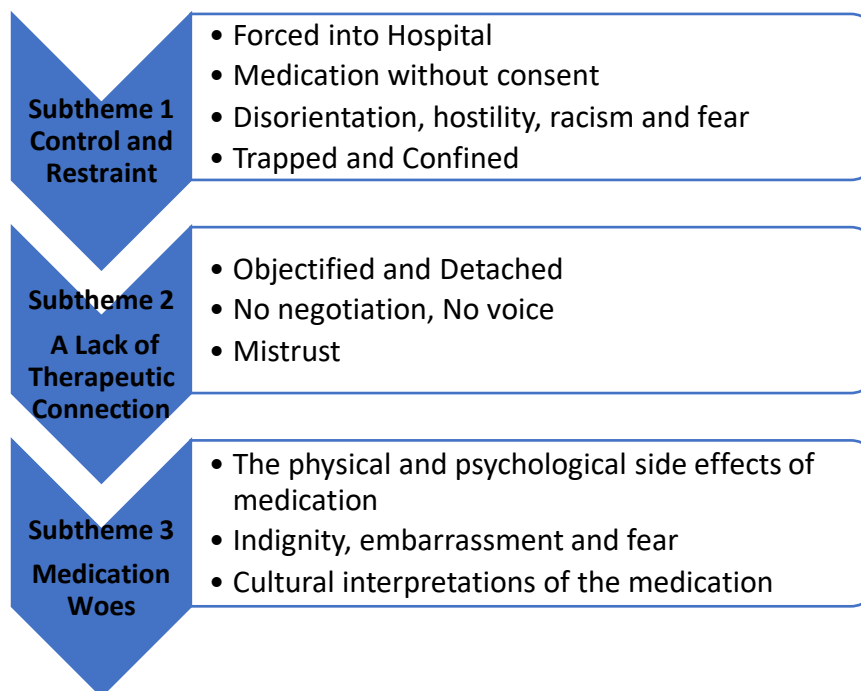 Subtheme 1
Control and
Restraint
• Forced into Hospital
• Medication without consent
• Disorientation, hostility, racism and fear
• Trapped and Confined
Subtheme 2
A Lack of
Therapeutic
Connection
• Objectified and Detached
• No negotiation, No voice
• Mistrust
Subtheme 3
Medication
Woes
• The physical and psychological side effects of
medication
• Indignity, embarrassment and fear
• Cultural interpretations of the medication